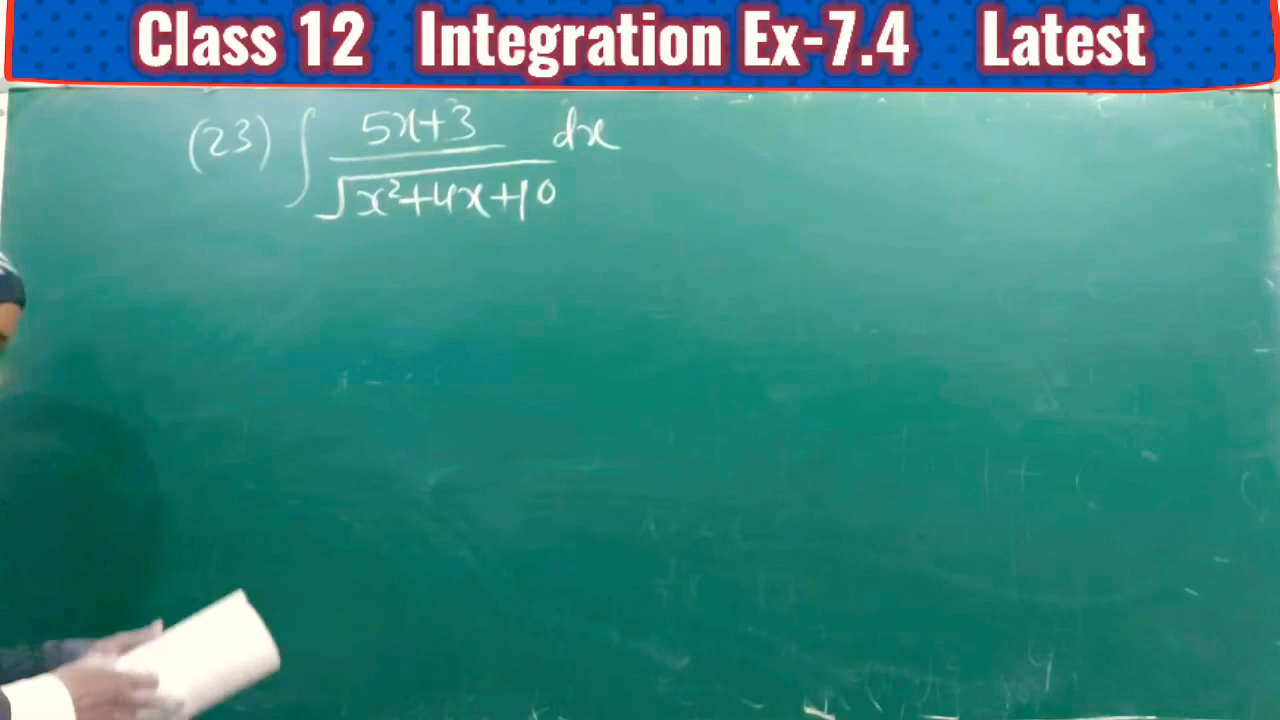 Class 12 Integration Ex-7.4 Latest
(23) ∫ 5x+3 dx
√x²+4x+10